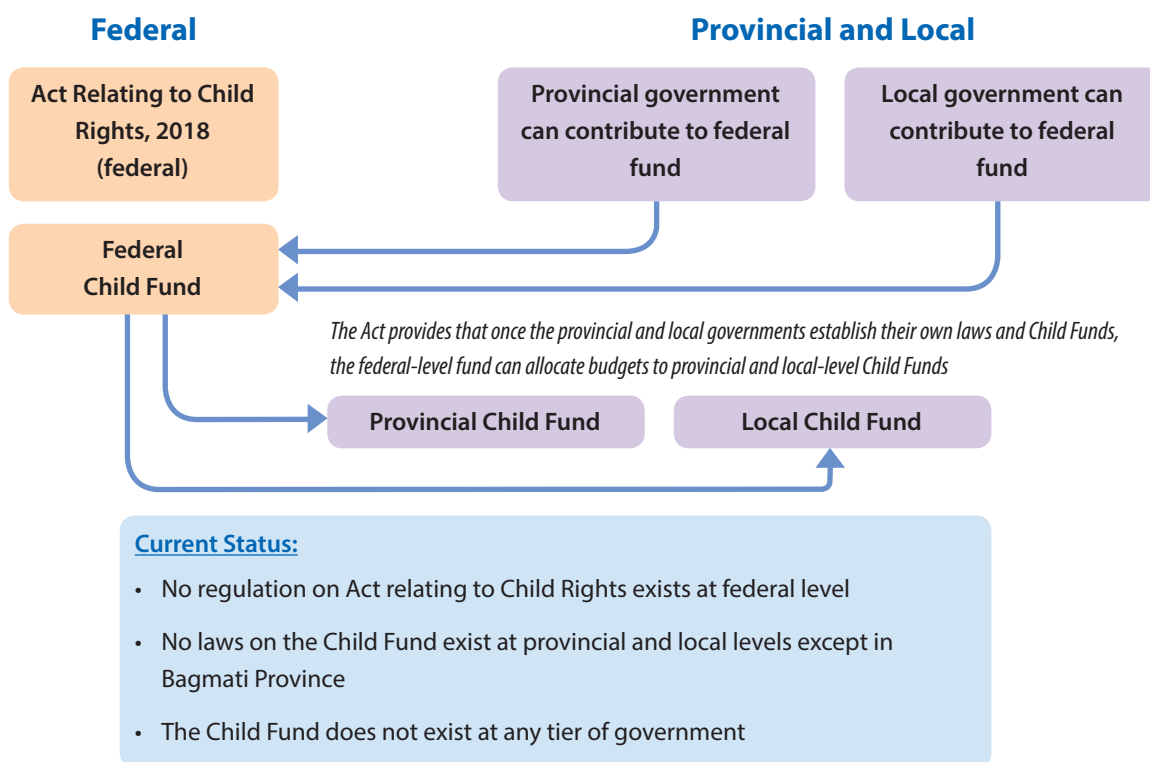 Federal
Provincial and Local
Act Relating to Child
Rights, 2018
(federal)
Provincial government
can contribute to federal
fund
Local government can
contribute to federal
fund
Federal
Child Fund
The Act provides that once the provincial and local governments establish their own laws and Child Funds,
the federal-level fund can allocate budgets to provincial and local-level Child Funds
Provincial Child Fund
Local Child Fund
Current Status:
• No regulation on Act relating to Child Rights exists at federal level
• No laws on the Child Fund exist at provincial and local levels except in
Bagmati Province
• The Child Fund does not exist at any tier of government